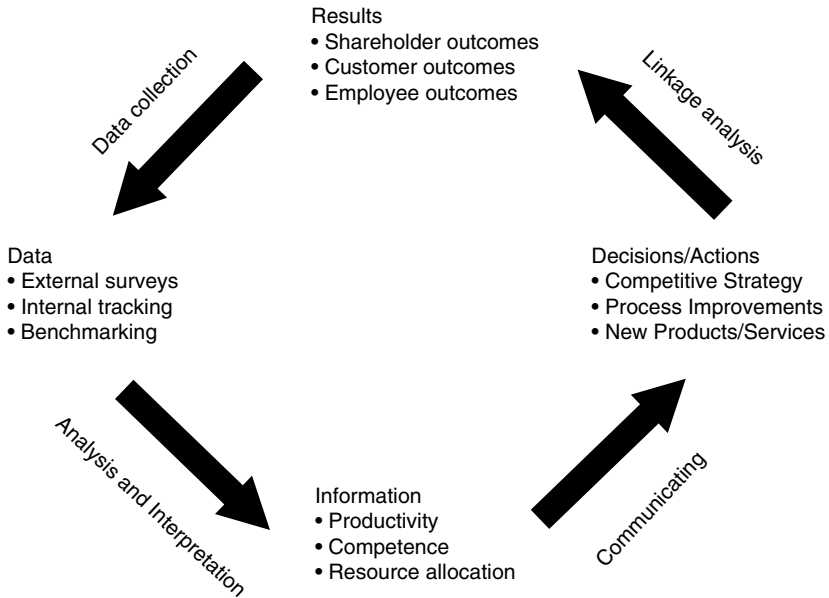 Results
• Shareholder outcomes
• Customer outcomes
• Employee outcomes
Data collection
Linkage analysis
Data
• External surveys
• Internal tracking
• Benchmarking
Decisions/Actions
• Competitive Strategy
• Process Improvements
• New Products/Services
Analysis and Interpretation
Information
• Productivity
• Competence
• Resource allocation
Communicating